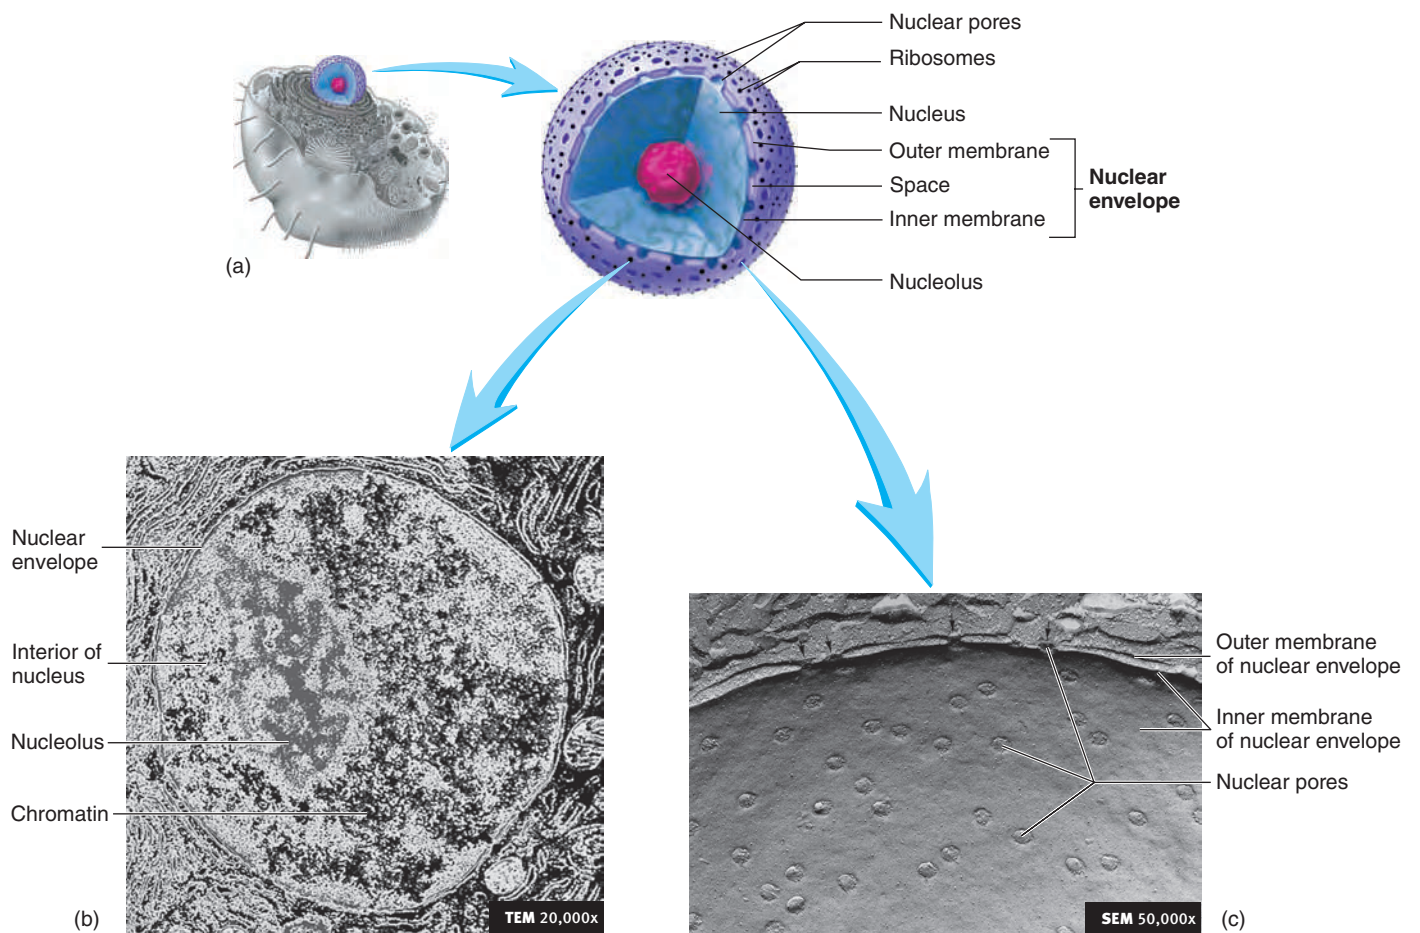 Nuclear pores
Ribosomes
Nucleus
Outer membrane
Space
Inner membrane
Nuclear
envelope
Nucleolus
(a)
Nuclear
envelope
Interior of
nucleus
Nucleolus
Chromatin
(b)
TEM 20,000x
Outer membrane
of nuclear envelope
Inner membrane
of nuclear envelope
Nuclear pores
SEM 50,000x
(c)